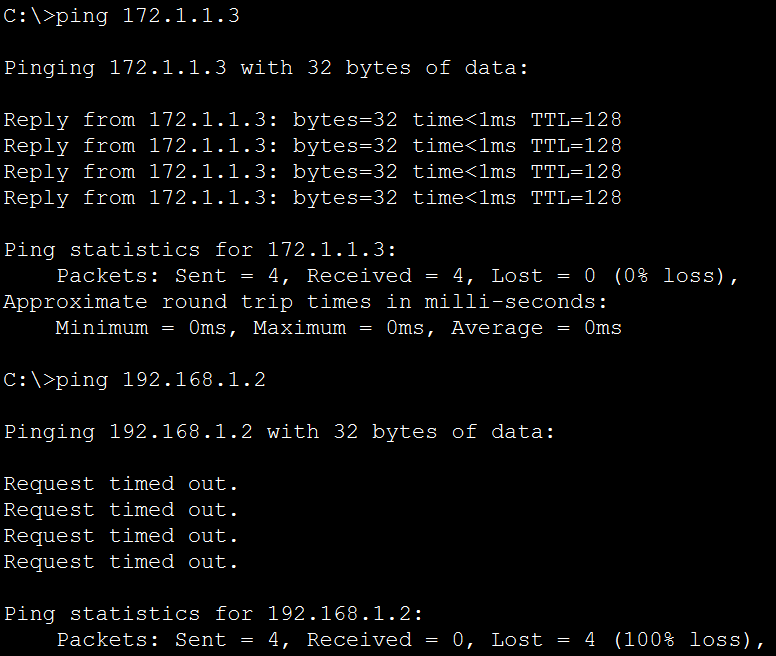 C:\>ping 172.1.1.3
Pinging 172.1.1.3 with 32 bytes of data:
Reply from 172.1.1.3: bytes=32 time<1ms TTL=128
Reply from 172.1.1.3: bytes=32 time<1ms TTL=128
Reply from 172.1.1.3: bytes=32 time<1ms TTL=128
Reply from 172.1.1.3: bytes=32 time<1ms TTL=128
Ping statistics for 172.1.1.3:
    Packets: Sent = 4, Received = 4, Lost = 0 (0% loss),
Approximate round trip times in milli-seconds:
    Minimum = 0ms, Maximum = 0ms, Average = 0ms
C:\>ping 192.168.1.2
Pinging 192.168.1.2 with 32 bytes of data:
Request timed out.
Request timed out.
Request timed out.
Request timed out.
Ping statistics for 192.168.1.2:
    Packets: Sent = 4, Received = 0, Lost = 4 (100% loss),